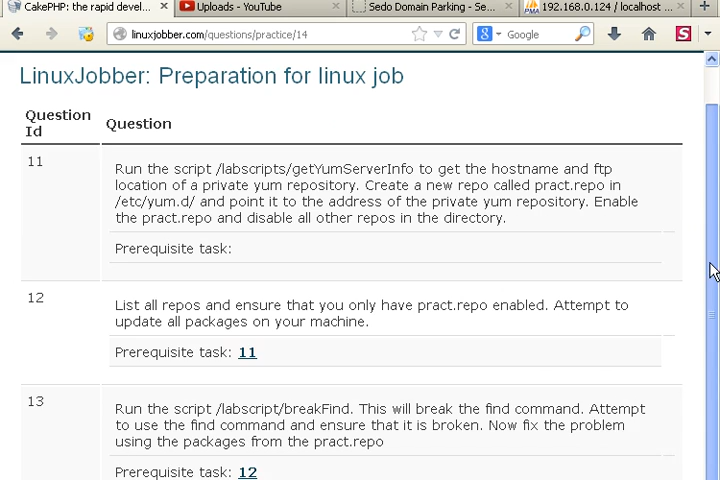 CakePHP: the rapid devel...
Uploads - YouTube
Sedo Domain Parking - Se...
PMA
192.168.0.124 / localhost ...
linuxjobber.com/questions/practice/14
8
Google
S
LinuxJobber: Preparation for linux job
Question Id
Question
11
Run the script /labscripts/getYumServerInfo to get the hostname and ftp
location of a private yum repository. Create a new repo called pract.repo in
/etc/yum.d/ and point it to the address of the private yum repository. Enable
the pract.repo and disable all other repos in the directory.
Prerequisite task:
12
List all repos and ensure that you only have pract.repo enabled. Attempt to
update all packages on your machine.
Prerequisite task: 11
13
Run the script /labscript/breakFind. This will break the find command. Attempt
to use the find command and ensure that it is broken. Now fix the problem
using the packages from the pract.repo
Prerequisite task: 12